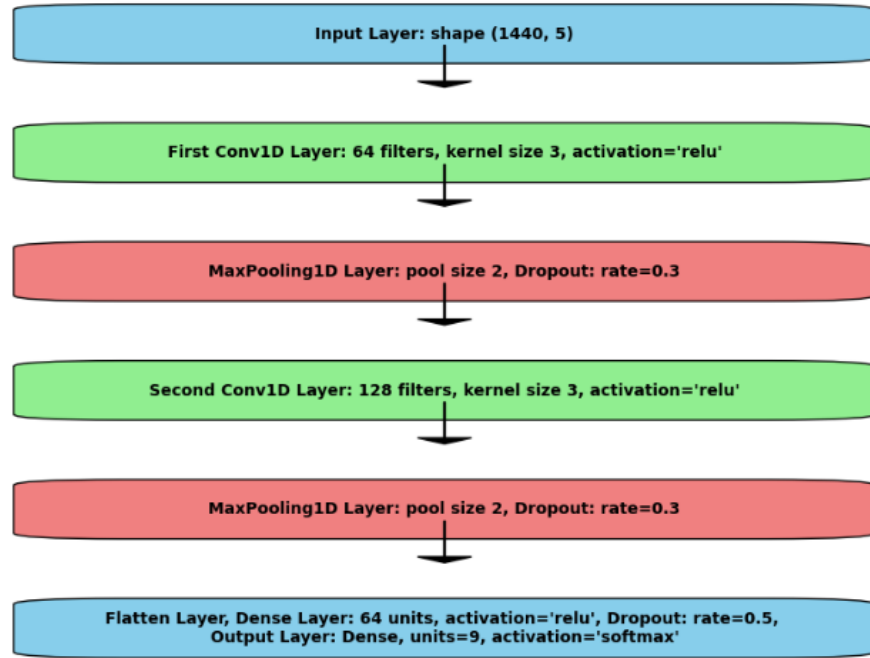 Input Layer: shape (1440, 5)
First Conv1D Layer: 64 filters, kernel size 3, activation='relu'
MaxPooling1D Layer: pool size 2, Dropout: rate=0.3
Second Conv1D Layer: 128 filters, kernel size 3, activation='relu'
MaxPooling1D Layer: pool size 2, Dropout: rate=0.3
Flatten Layer, Dense Layer: 64 units, activation='relu', Dropout: rate=0.5,
Output Layer: Dense, units=9, activation='softmax'